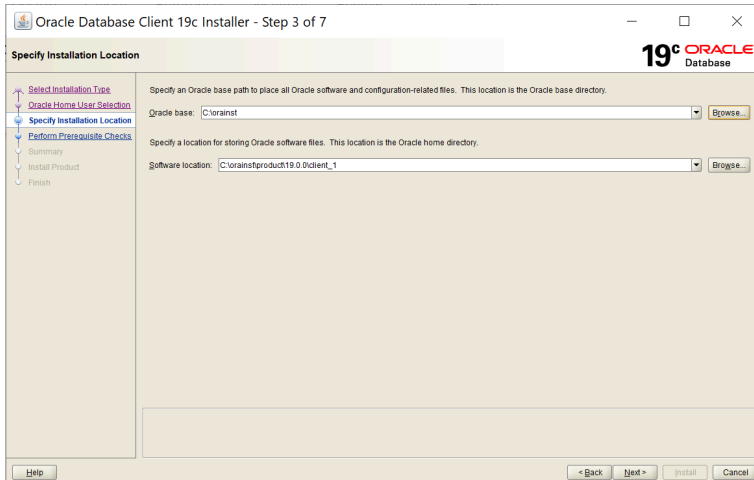 Oracle Database Client 19c Installer - Step 3 of 7
Specify Installation Location
19c ORACLE
Database
Select Installation Type
Oracle Home User Selection
Specify Installation Location
Perform Prerequisite Checks
Summary
Install Product
Finish
Specify an Oracle base path to place all Oracle software and configuration-related files. This location is the Oracle base directory.
Oracle base: C:\orainst Browse...
Specify a location for storing Oracle software files. This location is the Oracle home directory.
Software location: C:\orainst\product\19.0.0\client_1 Browse...
Help < Back Next > Install Cancel